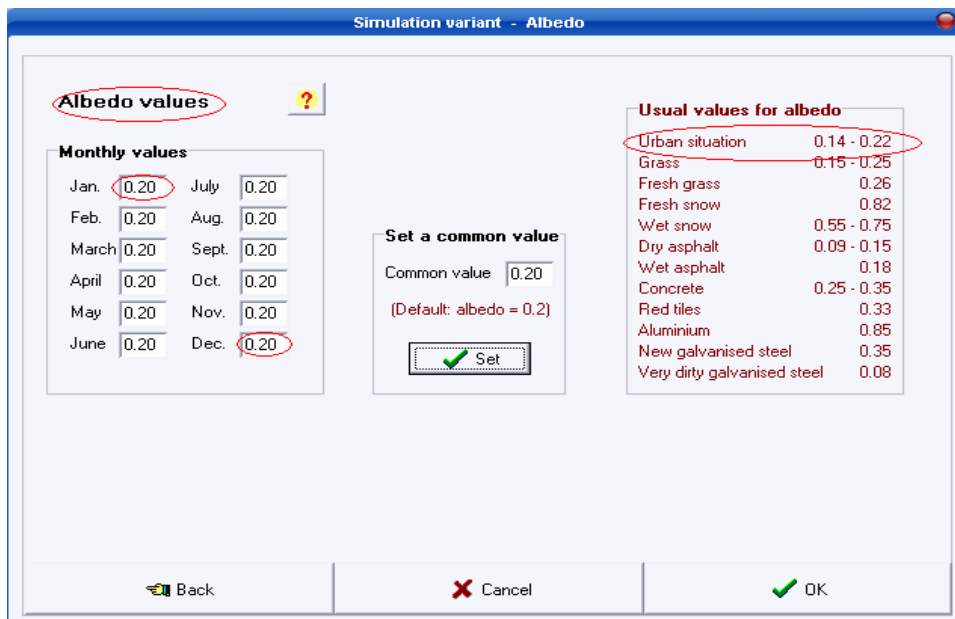 Simulation variant - Albedo
Albedo values
?
Monthly values
Jan. 0.20 July 0.20
Feb. 0.20 Aug. 0.20
March 0.20 Sept. 0.20
April 0.20 Oct. 0.20
May 0.20 Nov. 0.20
June 0.20 Dec. 0.20
Set a common value
Common value 0.20
(Default: albedo = 0.2)
Set
Usual values for albedo
Urban situation 0.14 - 0.22
Grass 0.15 - 0.25
Fresh grass 0.26
Fresh snow 0.82
Wet snow 0.55 - 0.75
Dry asphalt 0.09 - 0.15
Wet asphalt 0.18
Concrete 0.25 - 0.35
Red tiles 0.33
Aluminium 0.85
New galvanised steel 0.35
Very dirty galvanised steel 0.08
Back Cancel OK